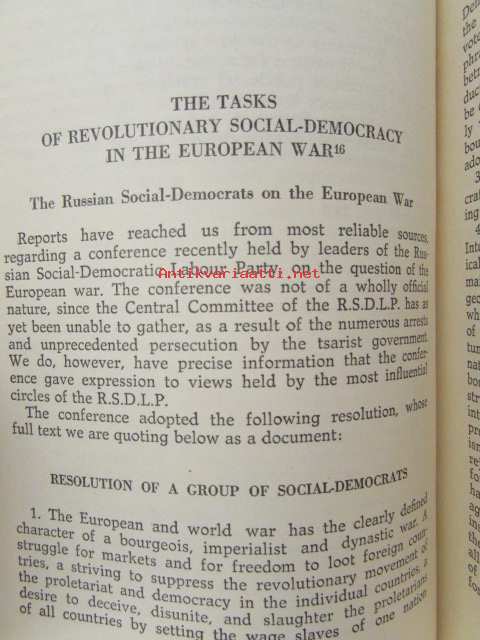 THE TASKS
OF REVOLUTIONARY SOCIAL-DEMOCRACY
IN THE EUROPEAN WAR16
The Russian Social-Democrats on the European War
Reports have reached us from most reliable sources,
regarding a conference recently held by leaders of the Rus-
sian Social-Democratic Labour Party, on the question of the
European war. The conference was not of a wholly official
nature, since the Central Committee of the R.S.D.L.P. has as
yet been unable to gather, as a result of the numerous arrests
and unprecedented persecution by the tsarist government.
We do, however, have precise information that the confer-
ence gave expression to views held by the most influential
circles of the R.S.D.L.P.
The conference adopted the following resolution, whose
full text we are quoting below as a document:
RESOLUTION OF A GROUP OF SOCIAL-DEMOCRATS
1. The European and world war has the clearly defined
character of a bourgeois, imperialist and dynastic war. A
struggle for markets and for freedom to loot foreign coun-
tries, a striving to suppress the revolutionary movement of
the proletariat and democracy in the individual countries, a
desire to deceive, disunite, and slaughter the proletarians
of all countries by setting the wage slaves of one nation
Antikvariaatti.net